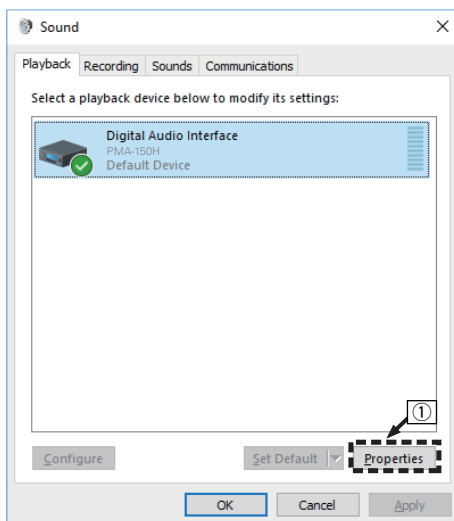 Sound
Playback Recording Sounds Communications
Select a playback device below to modify its settings:
Digital Audio Interface
PMA-150H
Default Device
①
Configure Set Default Properties
OK Cancel Apply